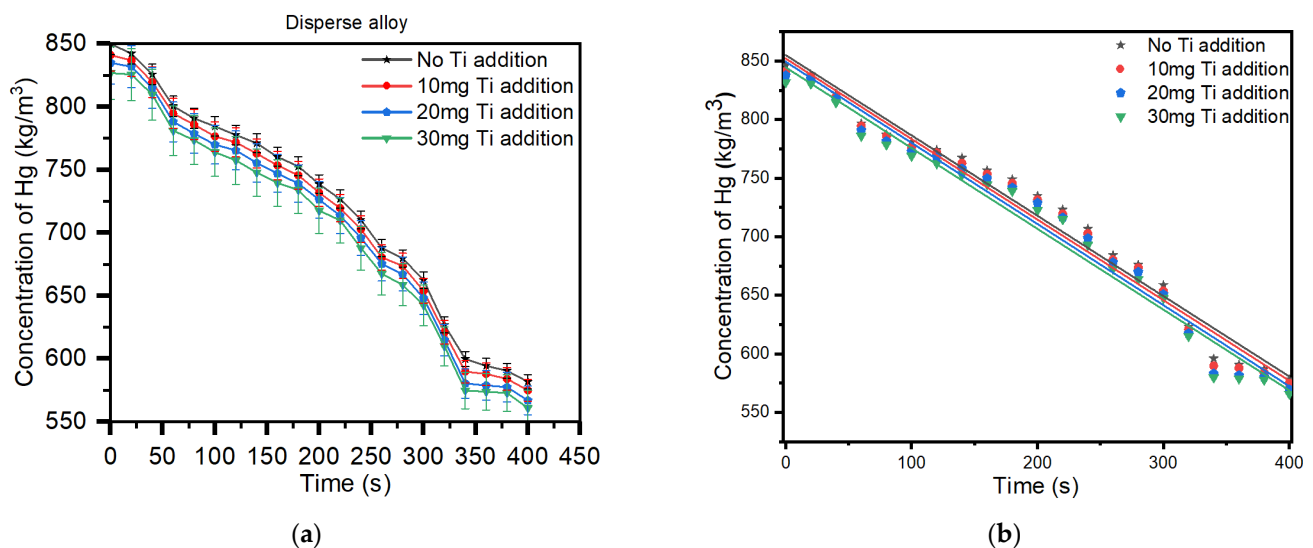 Disperse alloy
Concentration of Hg (kg/m³)
850
800
750
700
650
600
550
No Ti addition
10mg Ti addition
20mg Ti addition
30mg Ti addition
0 50 100 150 200 250 300 350 400 450
Time (s)
(a)
Concentration of Hg (kg/m³)
850
800
750
700
650
600
550
No Ti addition
10mg Ti addition
20mg Ti addition
30mg Ti addition
0 100 200 300 400
Time (s)
(b)